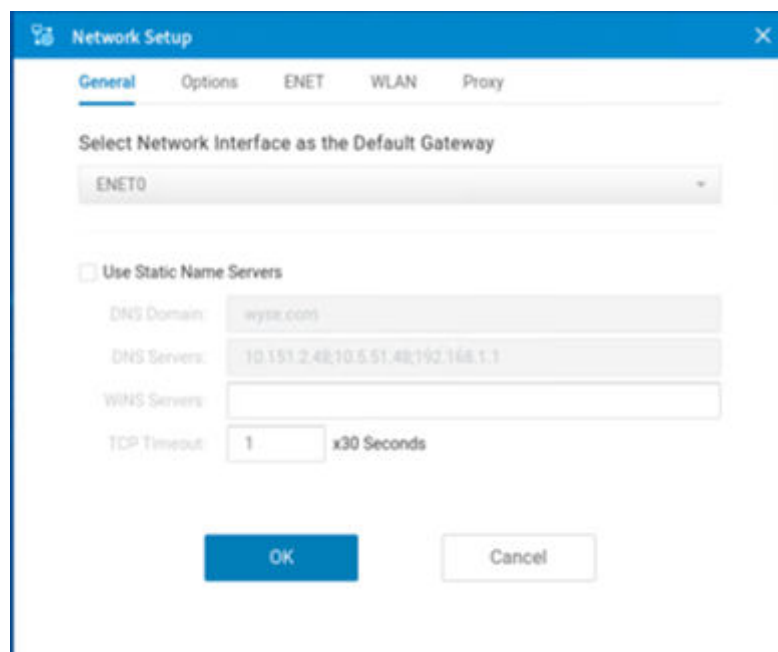 Network Setup
General Options ENET WLAN Proxy
Select Network Interface as the Default Gateway
ENET0
Use Static Name Servers
DNS Domain: wyse.com
DNS Servers: 10.151.2.48;10.5.51.48;192.168.1.1
WINS Servers:
TCP Timeout: 1 x30 Seconds
OK Cancel